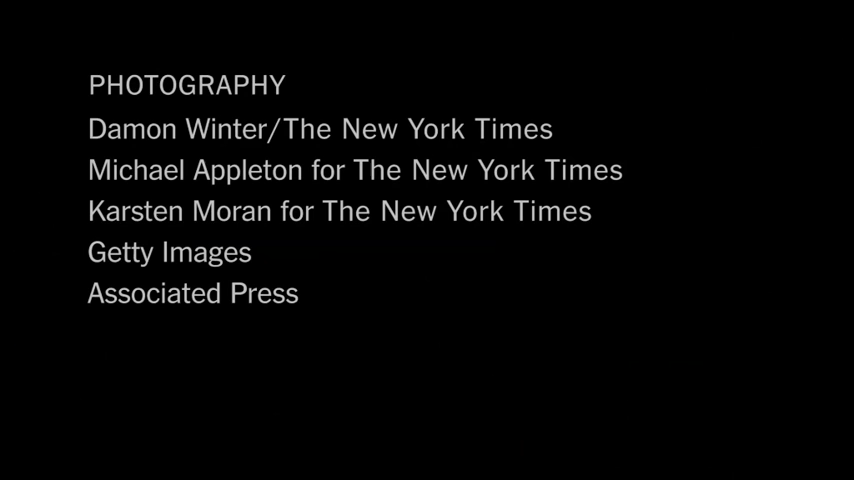 PHOTOGRAPHY
Damon Winter/The New York Times
Michael Appleton for The New York Times
Karsten Moran for The New York Times
Getty Images
Associated Press